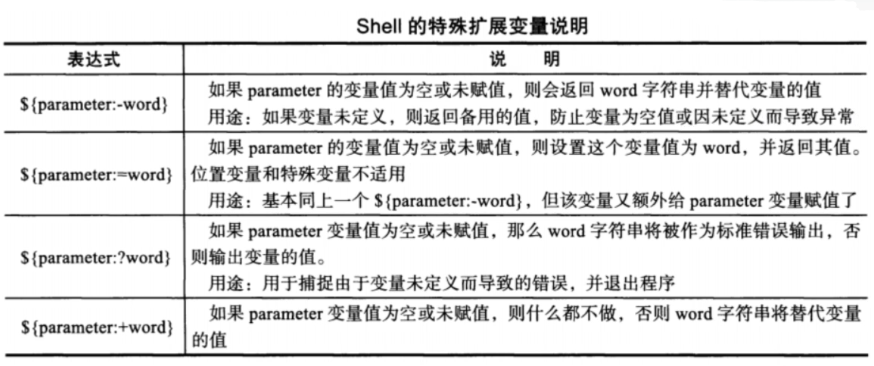 Shell 的特殊扩展变量说明
表达式 说 明
${parameter:-word} 如果 parameter 的变量值为空或未赋值，则会返回 word 字符串并替代变量的值
用途：如果变量未定义，则返回备用的值，防止变量为空值或因未定义而导致异常
${parameter:=word} 如果 parameter 的变量值为空或未赋值，则设置这个变量值为 word，并返回其值。
位置变量和特殊变量不适用
用途：基本同上一个 ${parameter:-word}，但该变量又额外给 parameter 变量赋值了
${parameter:?word} 如果 parameter 变量值为空或未赋值，那么 word 字符串将被作为标准错误输出，否
则输出变量的值。
用途：用于捕捉由于变量未定义而导致的错误，并退出程序
${parameter:+word} 如果 parameter 变量值为空或未赋值，则什么都不做，否则 word 字符串将替代变量
的值